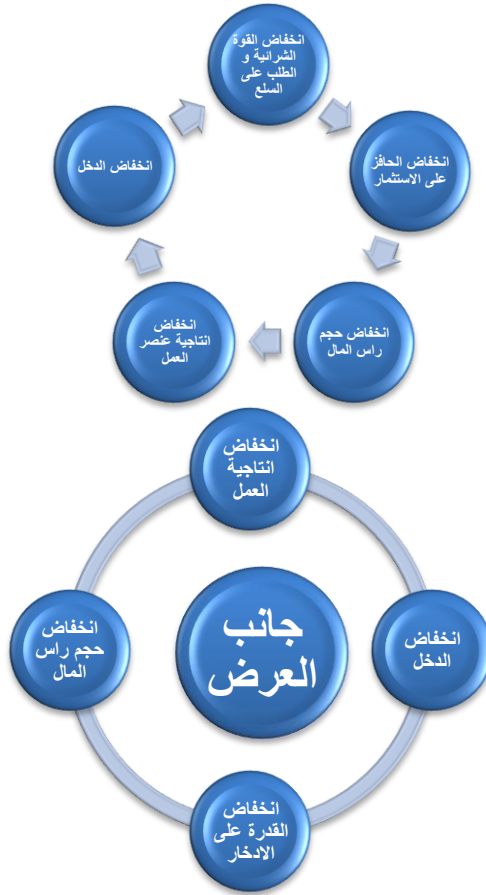 انخفاض القوة
الشرائية و
الطلب على
السلع
انخفاض الحافز
على الاستثمار
انخفاض حجم
راس المال
انخفاض
انتاجية عنصر
العمل
انخفاض الدخل
انخفاض
انتاجية
العمل
انخفاض
الدخل
انخفاض
القدرة على
الادخار
انخفاض
حجم راس
المال
جانب
العرض